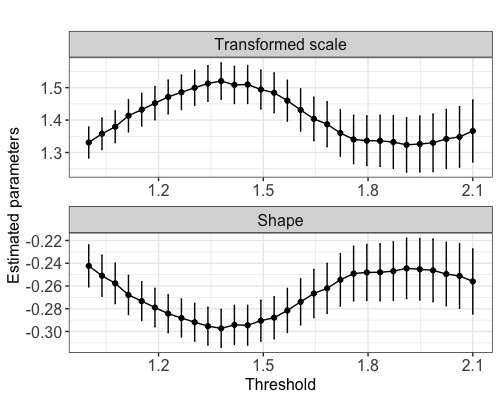 Transformed scale
1.5
1.4
1.3
1.2 1.5 1.8 2.1
Shape
-0.22
-0.24
-0.26
-0.28
-0.30
1.2 1.5 1.8 2.1
Threshold
Estimated parameters